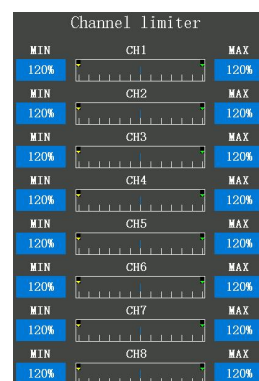 Channel limiter
MIN CH1 MAX
120% 120%
MIN CH2 MAX
120% 120%
MIN CH3 MAX
120% 120%
MIN CH4 MAX
120% 120%
MIN CH5 MAX
120% 120%
MIN CH6 MAX
120% 120%
MIN CH7 MAX
120% 120%
MIN CH8 MAX
120% 120%